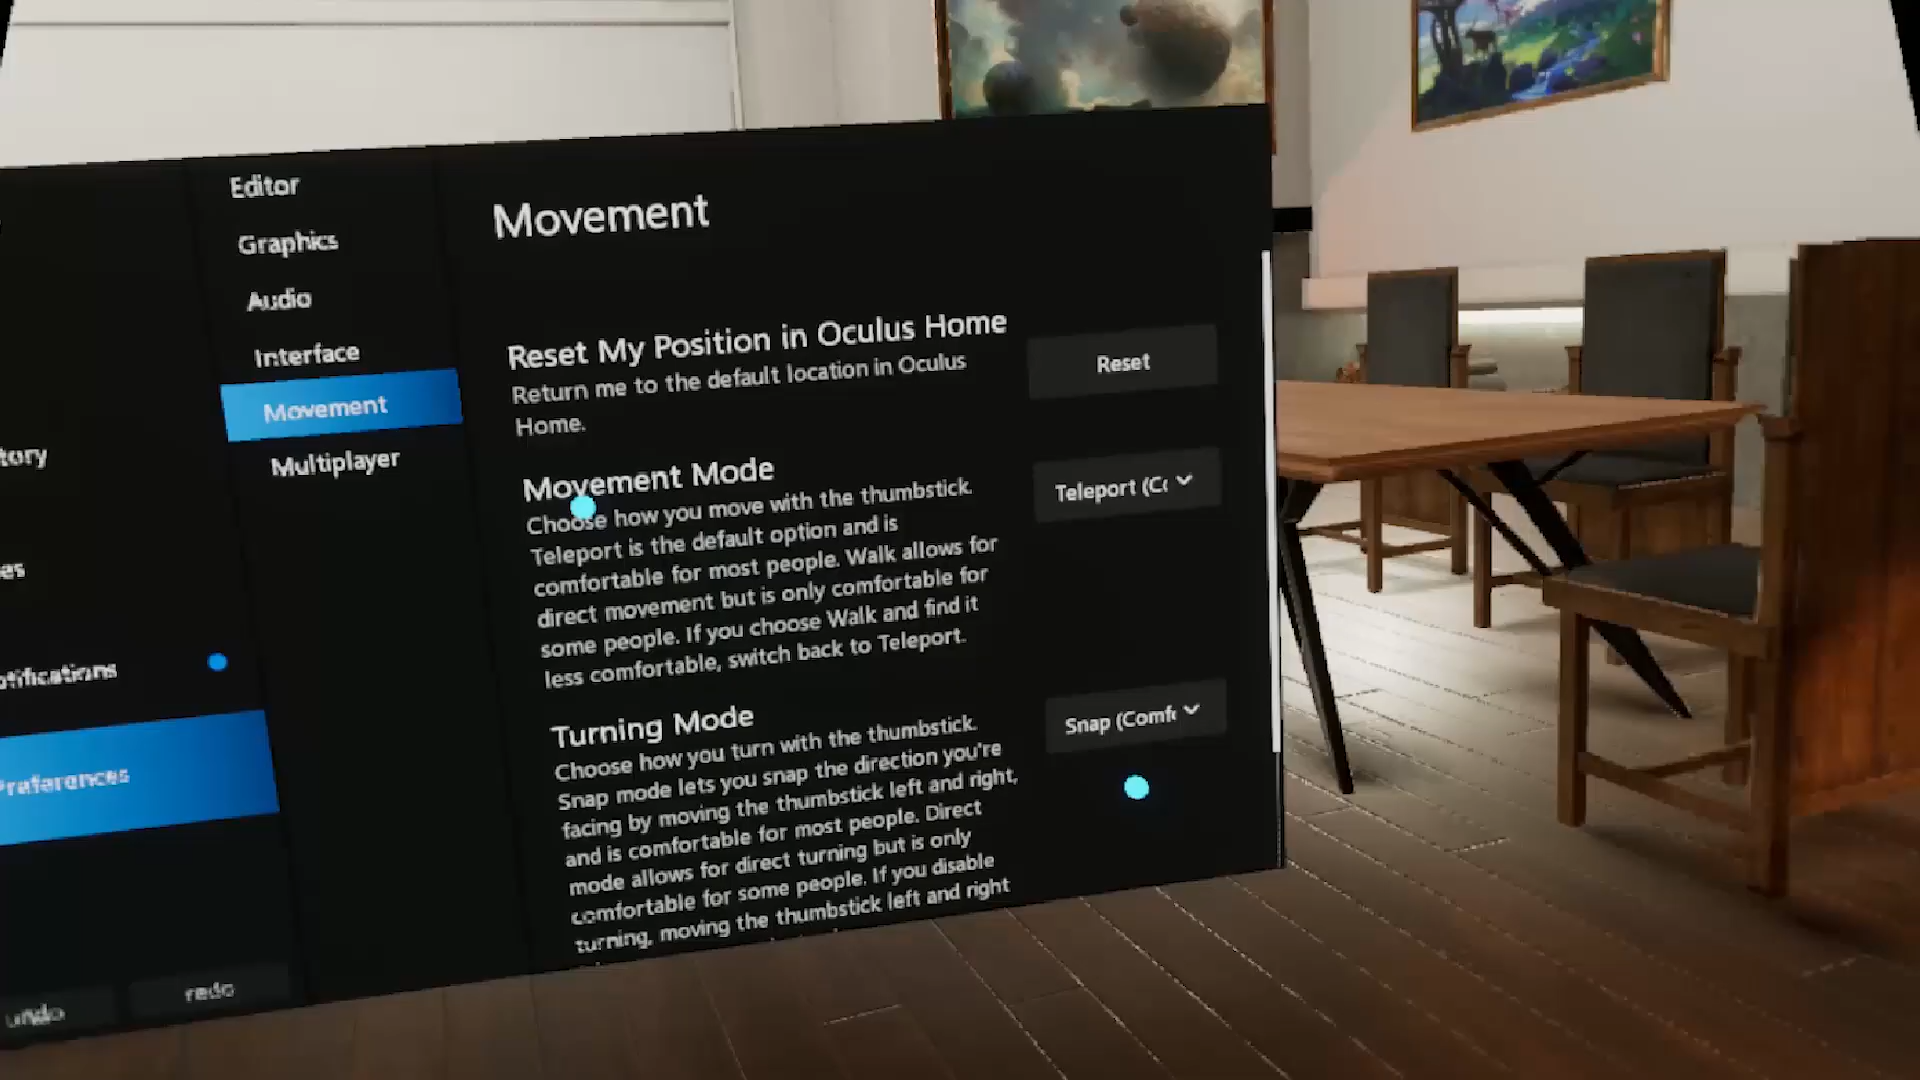 Editor
Graphics
Audio
Interface
Movement
Multiplayer
Preferences
undo
redo
Movement
Reset My Position in Oculus Home
Return me to the default location in Oculus
Home.
Reset
Movement Mode
Choose how you move with the thumbstick.
Teleport is the default option and is
comfortable for most people. Walk allows for
direct movement but is only comfortable for
some people. If you choose Walk and find it
less comfortable, switch back to Teleport.
Teleport (Co
Turning Mode
Choose how you turn with the thumbstick.
Snap mode lets you snap the direction you're
facing by moving the thumbstick left and right,
and is comfortable for most people. Direct
mode allows for direct turning but is only
comfortable for some people. If you disable
turning, moving the thumbstick left and right
Snap (Comfo